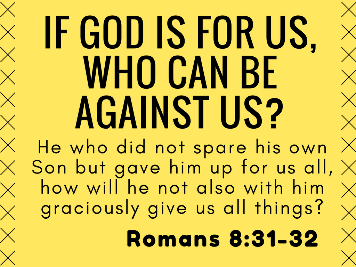 IF GOD IS FOR US,
WHO CAN BE
AGAINST US?
He who did not spare his own
Son but gave him up for us all,
how will he not also with him
graciously give us all things?
Romans 8:31-32